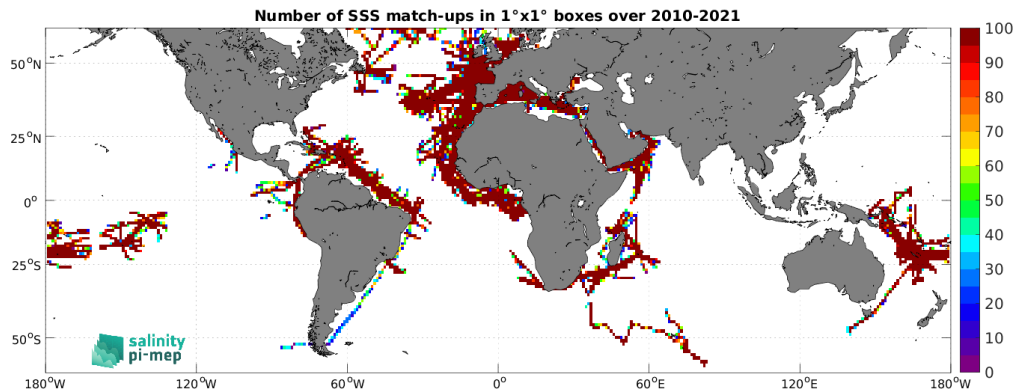 Number of SSS match-ups in 1°x1° boxes over 2010-2021
50°N
25°N
0°
25°S
50°S
180°W
120°W
60°W
0°
60°E
120°E
180°W
100
90
80
70
60
50
40
30
20
10
0
salinity
pi-mep